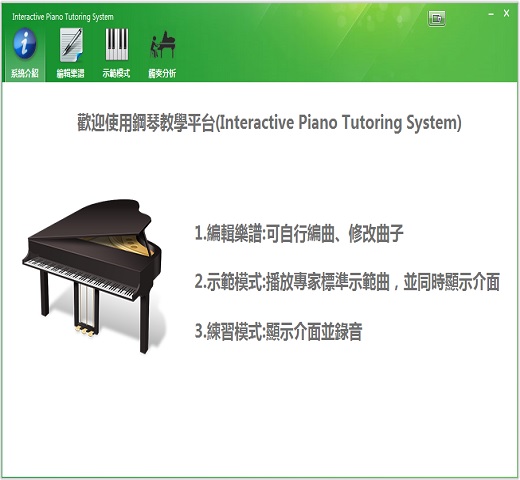 Interactive Piano Tutoring System
系統介紹 編輯樂譜 示範模式 彈奏分析
歡迎使用鋼琴教學平台(Interactive Piano Tutoring System)
1.編輯樂譜:可自行編曲、修改曲子
2.示範模式:播放專家標準示範曲，並同時顯示介面
3.練習模式:顯示介面並錄音